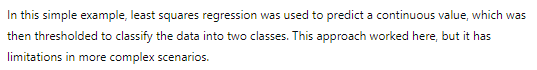 In this simple example, least squares regression was used to predict a continuous value, which was
then thresholded to classify the data into two classes. This approach worked here, but it has
limitations in more complex scenarios.